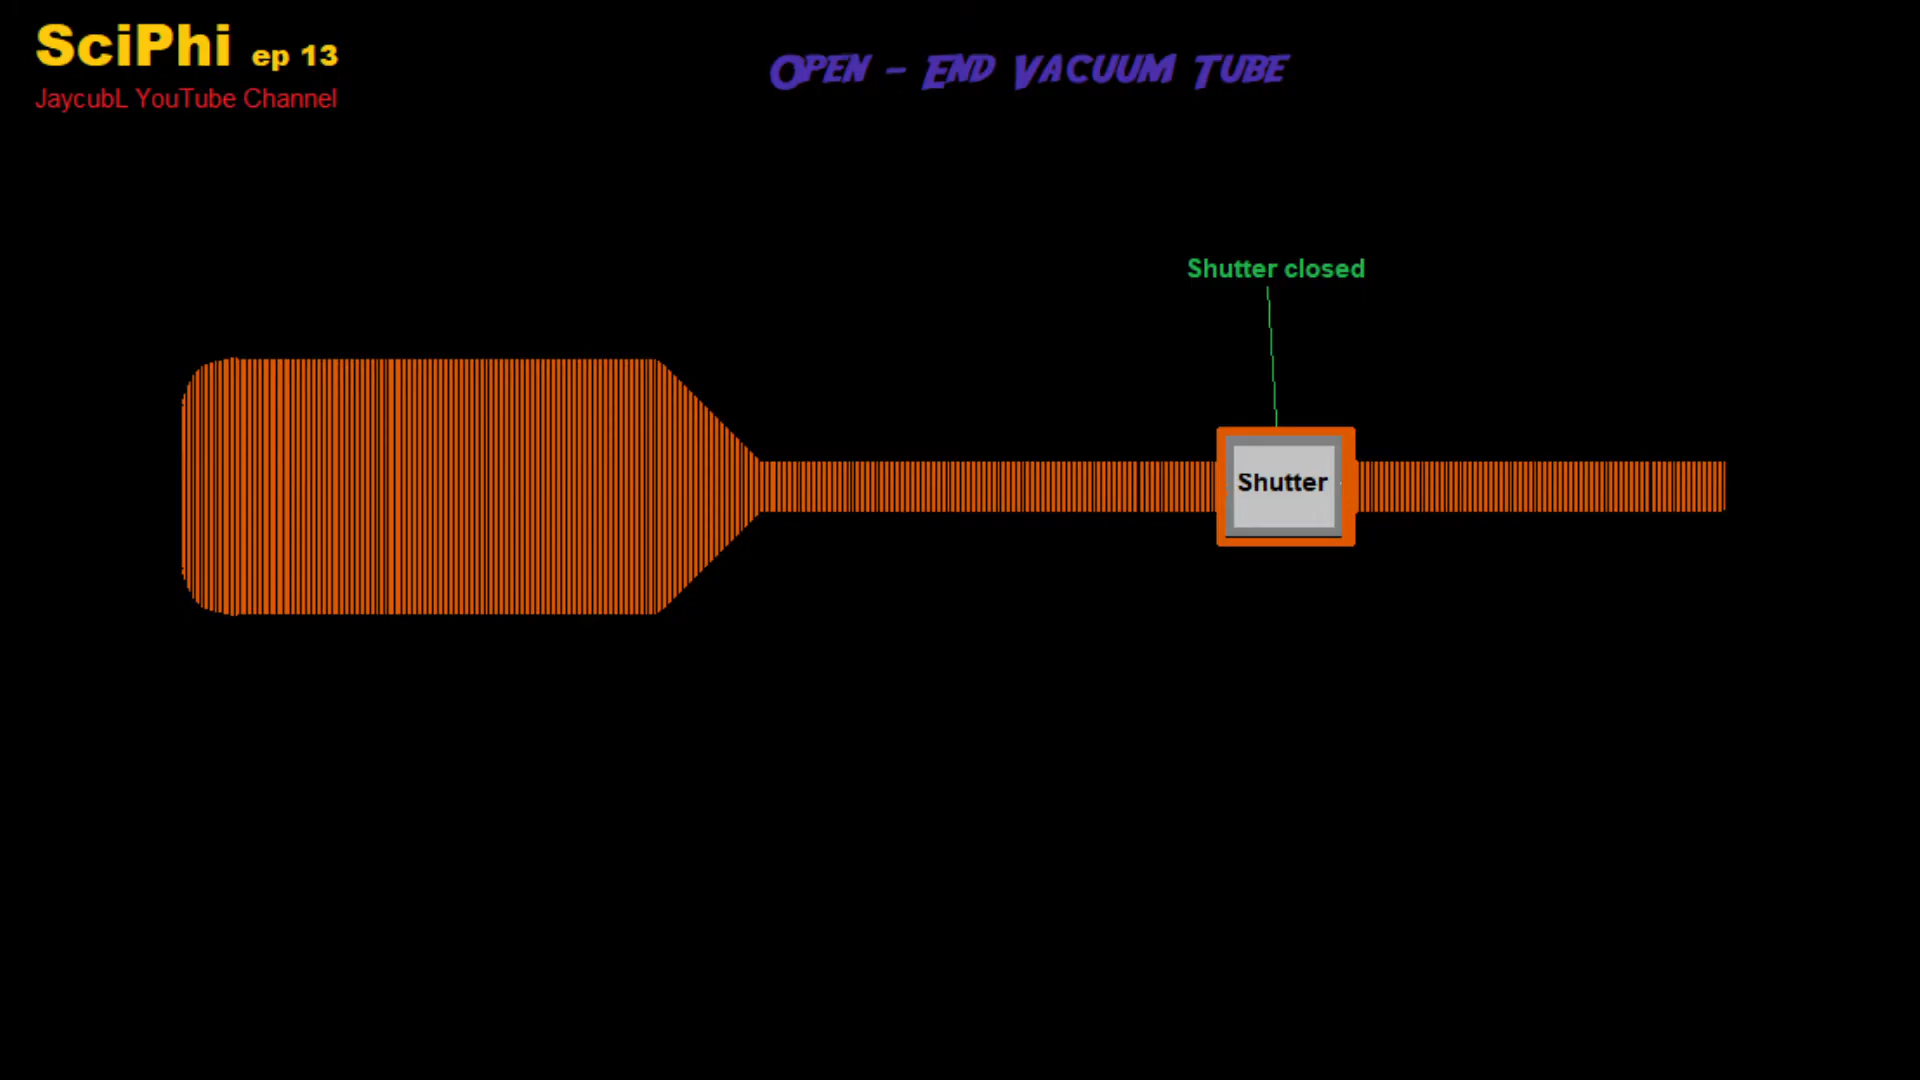 SciPhi ep 13
JaycubL YouTube Channel
Open - End Vacuum Tube
Shutter closed
Shutter